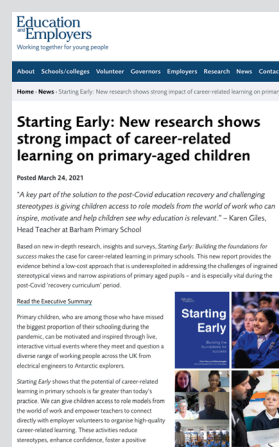 Education
and Employers
Working together for young people
About Schools/colleges Volunteer Governors Employers Research News Contac
Home › News › Starting Early: New research shows strong impact of career-related learning on primar
Starting Early: New research shows
strong impact of career-related
learning on primary-aged children
Posted March 24, 2021
"A key part of the solution to the post-Covid education recovery and challenging
stereotypes is giving children access to role models from the world of work who can
inspire, motivate and help children see why education is relevant." – Karen Giles,
Head Teacher at Barham Primary School
Based on new in-depth research, insights and surveys, Starting Early: Building the foundations for
success makes the case for career-related learning in primary schools. This new report provides the
evidence behind a low-cost approach that is underexploited in addressing the challenges of ingrained
stereotypical views and narrow aspirations of primary aged pupils – and is especially vital during the
post-Covid 'recovery curriculum' period.
Read the Executive Summary
Primary children, who are among those who have missed
the biggest proportion of their schooling during the
pandemic, can be motivated and inspired through live,
interactive virtual events where they meet and question a
diverse range of working people across the UK from
electrical engineers to Antarctic explorers.
Starting Early shows that the potential of career-related
learning in primary schools is far greater than today's
practice. We can give children access to role models from
the world of work and empower teachers to connect
directly with employer volunteers to organise high-quality
career-related learning. These activities reduce
stereotypes, enhance confidence, foster a positive
Starting
Early
Building the
foundations for
success